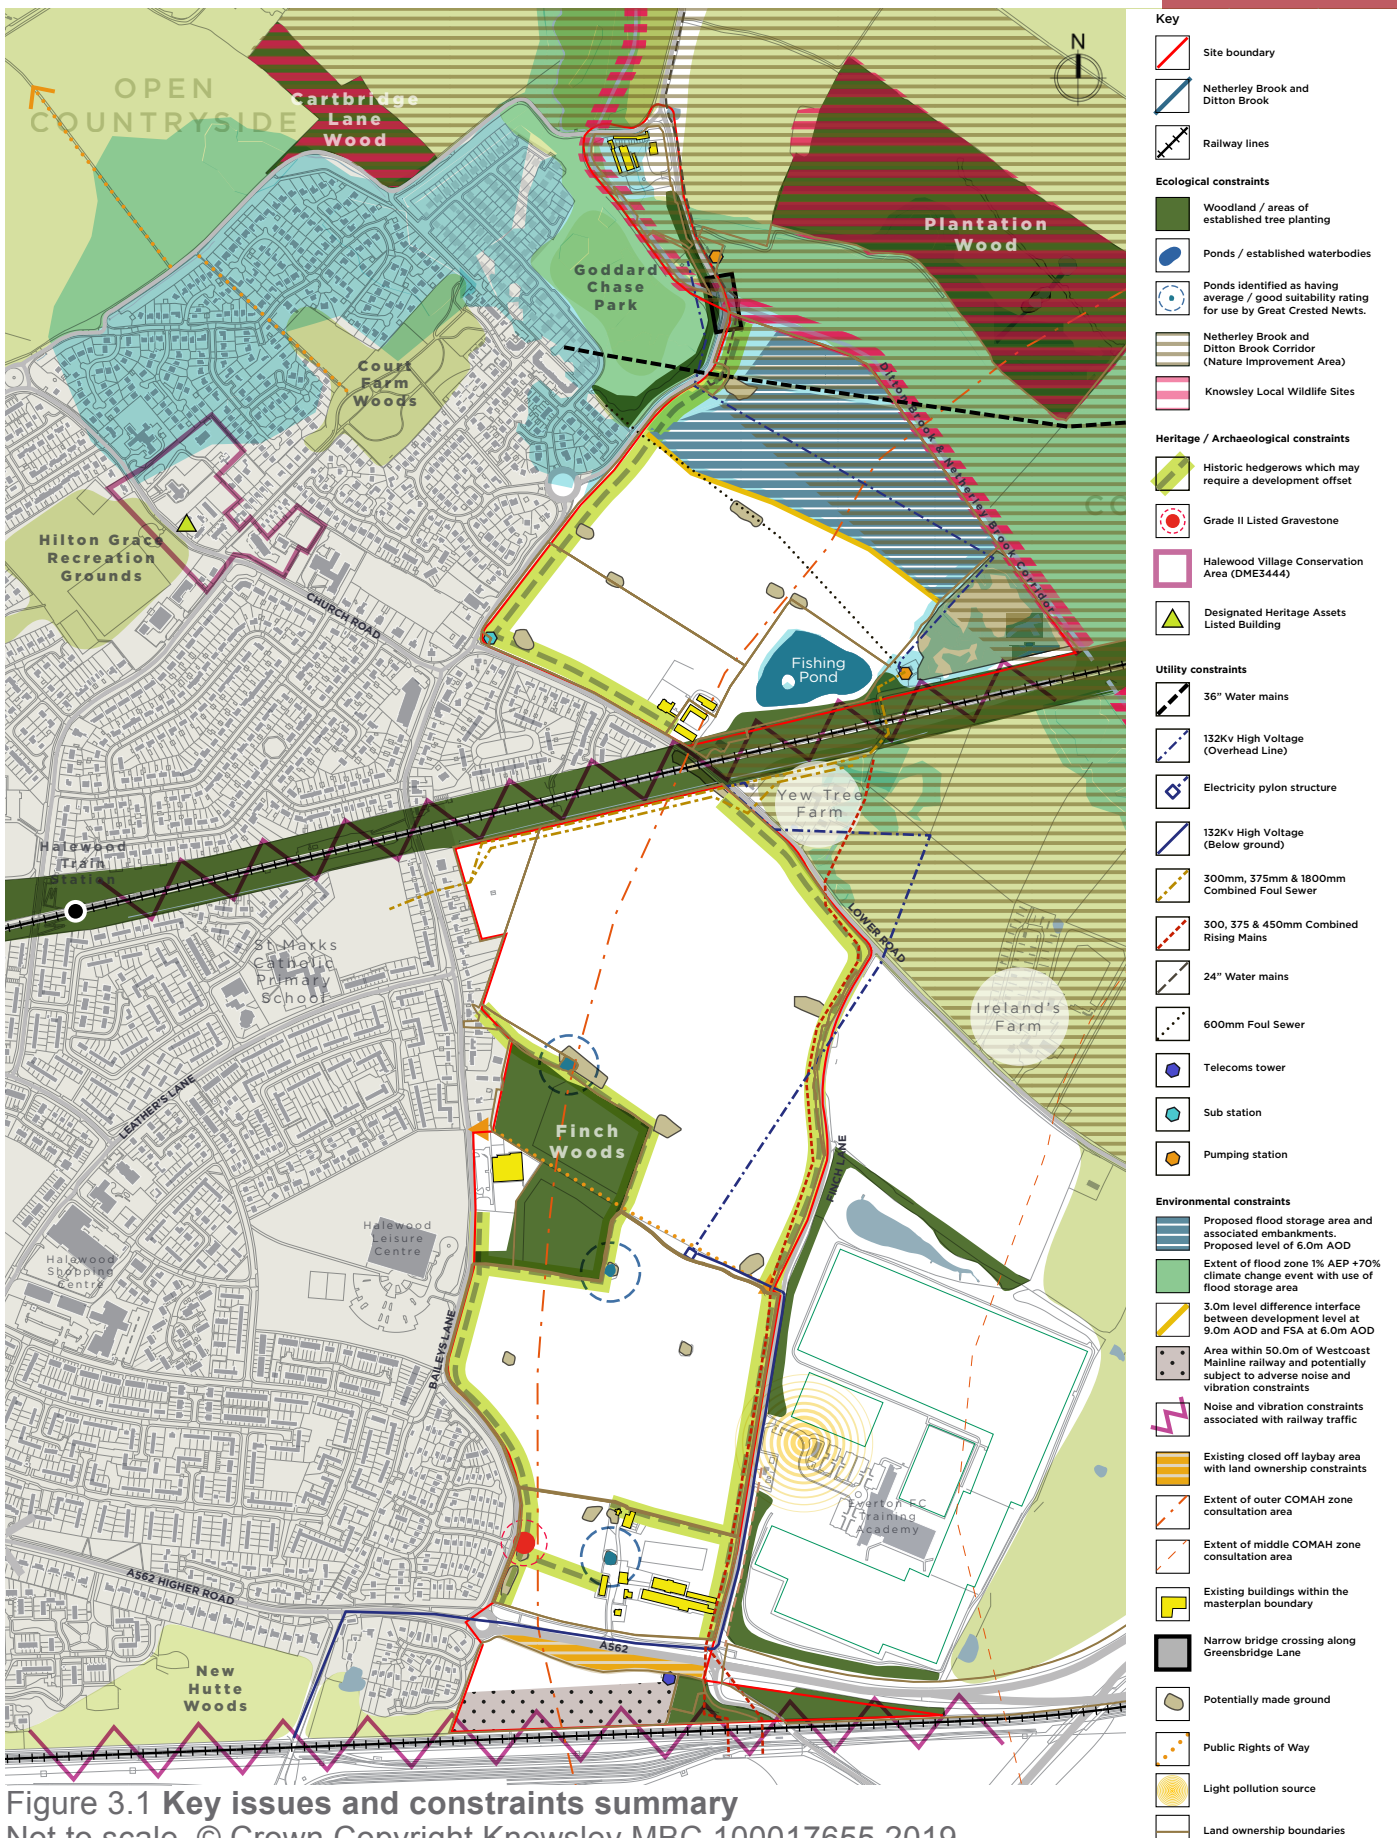 OPEN
COUNTRYSIDE
Cartbridge
Lane
Wood
N
Plantation
Wood
Goddard
Chase
Park
Court
Farm
Woods
Ditton Brook & Netherley Brook Corridor
CO
Hilton Grace
Recreation
Grounds
CHURCH ROAD
Fishing
Pond
Yew Tree
Farm
Halewood
Train
Station
St Marks
Catholic
Primary
School
LOWER ROAD
Ireland's
Farm
LEATHER'S LANE
Finch
Woods
FINCH LANE
Halewood
Leisure
Centre
Halewood
Shopping
Centre
BAILEYS LANE
Everton FC
Training
Academy
A562 HIGHER ROAD
A562
New
Hutte
Woods
Key
Site boundary
Netherley Brook and
Ditton Brook
Railway lines
Ecological constraints
Woodland / areas of
established tree planting
Ponds / established waterbodies
Ponds identified as having
average / good suitability rating
for use by Great Crested Newts.
Netherley Brook and
Ditton Brook Corridor
(Nature Improvement Area)
Knowsley Local Wildlife Sites
Heritage / Archaeological constraints
Historic hedgerows which may
require a development offset
Grade II Listed Gravestone
Halewood Village Conservation
Area (DME3444)
Designated Heritage Assets
Listed Building
Utility constraints
36" Water mains
132Kv High Voltage
(Overhead Line)
Electricity pylon structure
132Kv High Voltage
(Below ground)
300mm, 375mm & 1800mm
Combined Foul Sewer
300, 375 & 450mm Combined
Rising Mains
24" Water mains
600mm Foul Sewer
Telecoms tower
Sub station
Pumping station
Environmental constraints
Proposed flood storage area and
associated embankments.
Proposed level of 6.0m AOD
Extent of flood zone 1% AEP +70%
climate change event with use of
flood storage area
3.0m level difference interface
between development level at
9.0m AOD and FSA at 6.0m AOD
Area within 50.0m of Westcoast
Mainline railway and potentially
subject to adverse noise and
vibration constraints
Noise and vibration constraints
associated with railway traffic
Existing closed off laybay area
with land ownership constraints
Extent of outer COMAH zone
consultation area
Extent of middle COMAH zone
consultation area
Existing buildings within the
masterplan boundary
Narrow bridge crossing along
Greensbridge Lane
Potentially made ground
Public Rights of Way
Light pollution source
Land ownership boundaries
Figure 3.1 Key issues and constraints summary
Not to scale. © Crown Copyright Knowsley MBC 100017655 2019